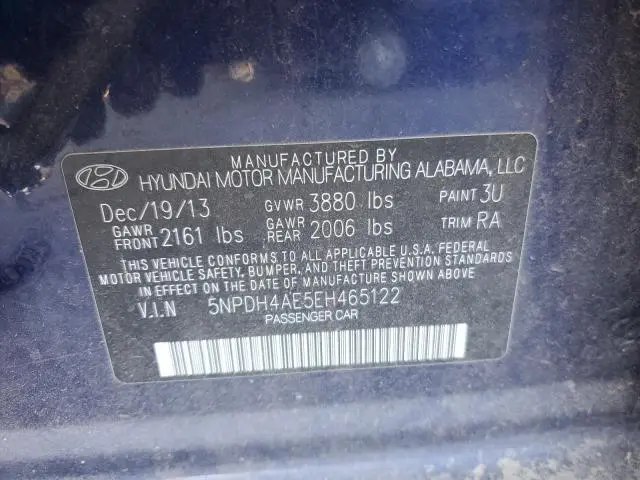 MANUFACTURED BY
HYUNDAI MOTOR MANUFACTURING ALABAMA, LLC
Dec/19/13 GVWR 3880 lbs PAINT 3U
GAWR FRONT 2161 lbs GAWR REAR 2006 lbs TRIM RA
THIS VEHICLE CONFORMS TO ALL APPLICABLE U.S.A. FEDERAL
MOTOR VEHICLE SAFETY, BUMPER, AND THEFT PREVENTION STANDARDS
IN EFFECT ON THE DATE OF MANUFACTURE SHOWN ABOVE.
V.I.N 5NPDH4AE5EH465122
PASSENGER CAR